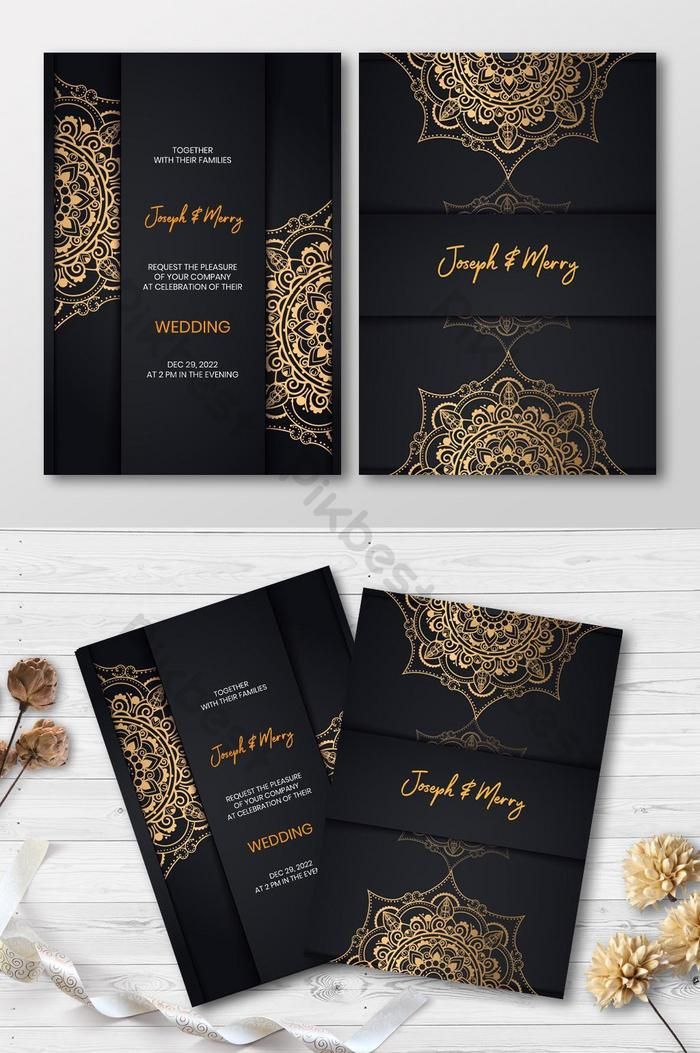 TOGETHER
WITH THEIR FAMILIES
Joseph & Merry
REQUEST THE PLEASURE
OF YOUR COMPANY
AT CELEBRATION OF THEIR
WEDDING
DEC 29, 2022
AT 2 PM IN THE EVENING
Joseph & Merry
pikbest
TOGETHER
WITH THEIR FAMILIES
Joseph & Merry
REQUEST THE PLEASURE
OF YOUR COMPANY
AT CELEBRATION OF THEIR
WEDDING
DEC 29, 2022
AT 2 PM IN THE EVE
Joseph & Merry